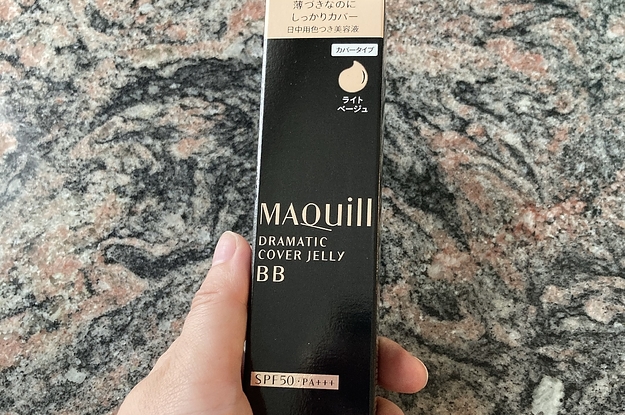 薄づきなのに
しっかりカバー
日中用色つき美容液
カバータイプ
ライト
ベージュ
MAQuill
DRAMATIC
COVER JELLY
BB
SPF50・PA+++